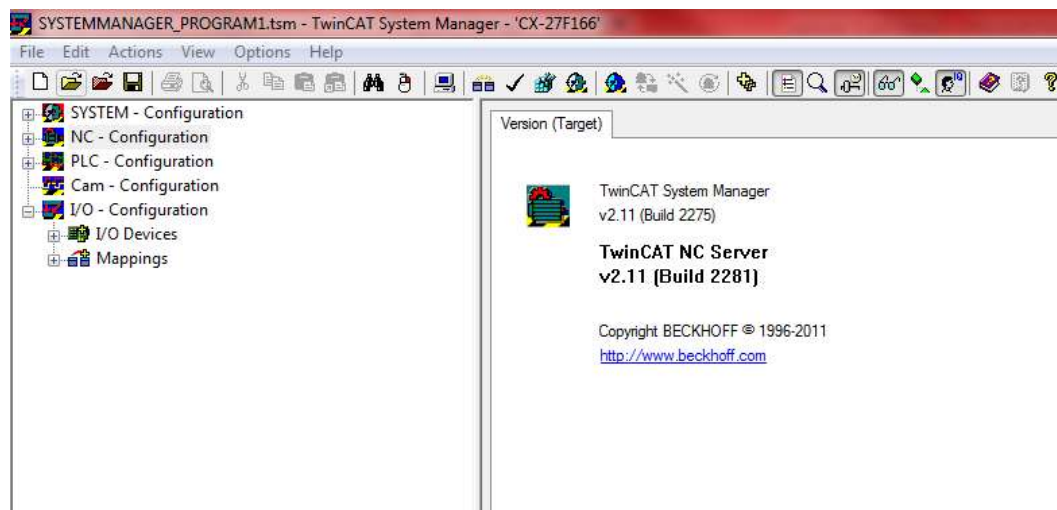 SYSTEMMANAGER_PROGRAM1.tsm - TwinCAT System Manager - 'CX-27F166'
File Edit Actions View Options Help
SYSTEM - Configuration
NC - Configuration
PLC - Configuration
Cam - Configuration
I/O - Configuration
I/O Devices
Mappings
Version (Target)
TwinCAT System Manager
v2.11 (Build 2275)
TwinCAT NC Server
v2.11 (Build 2281)
Copyright BECKHOFF © 1996-2011
http://www.beckhoff.com